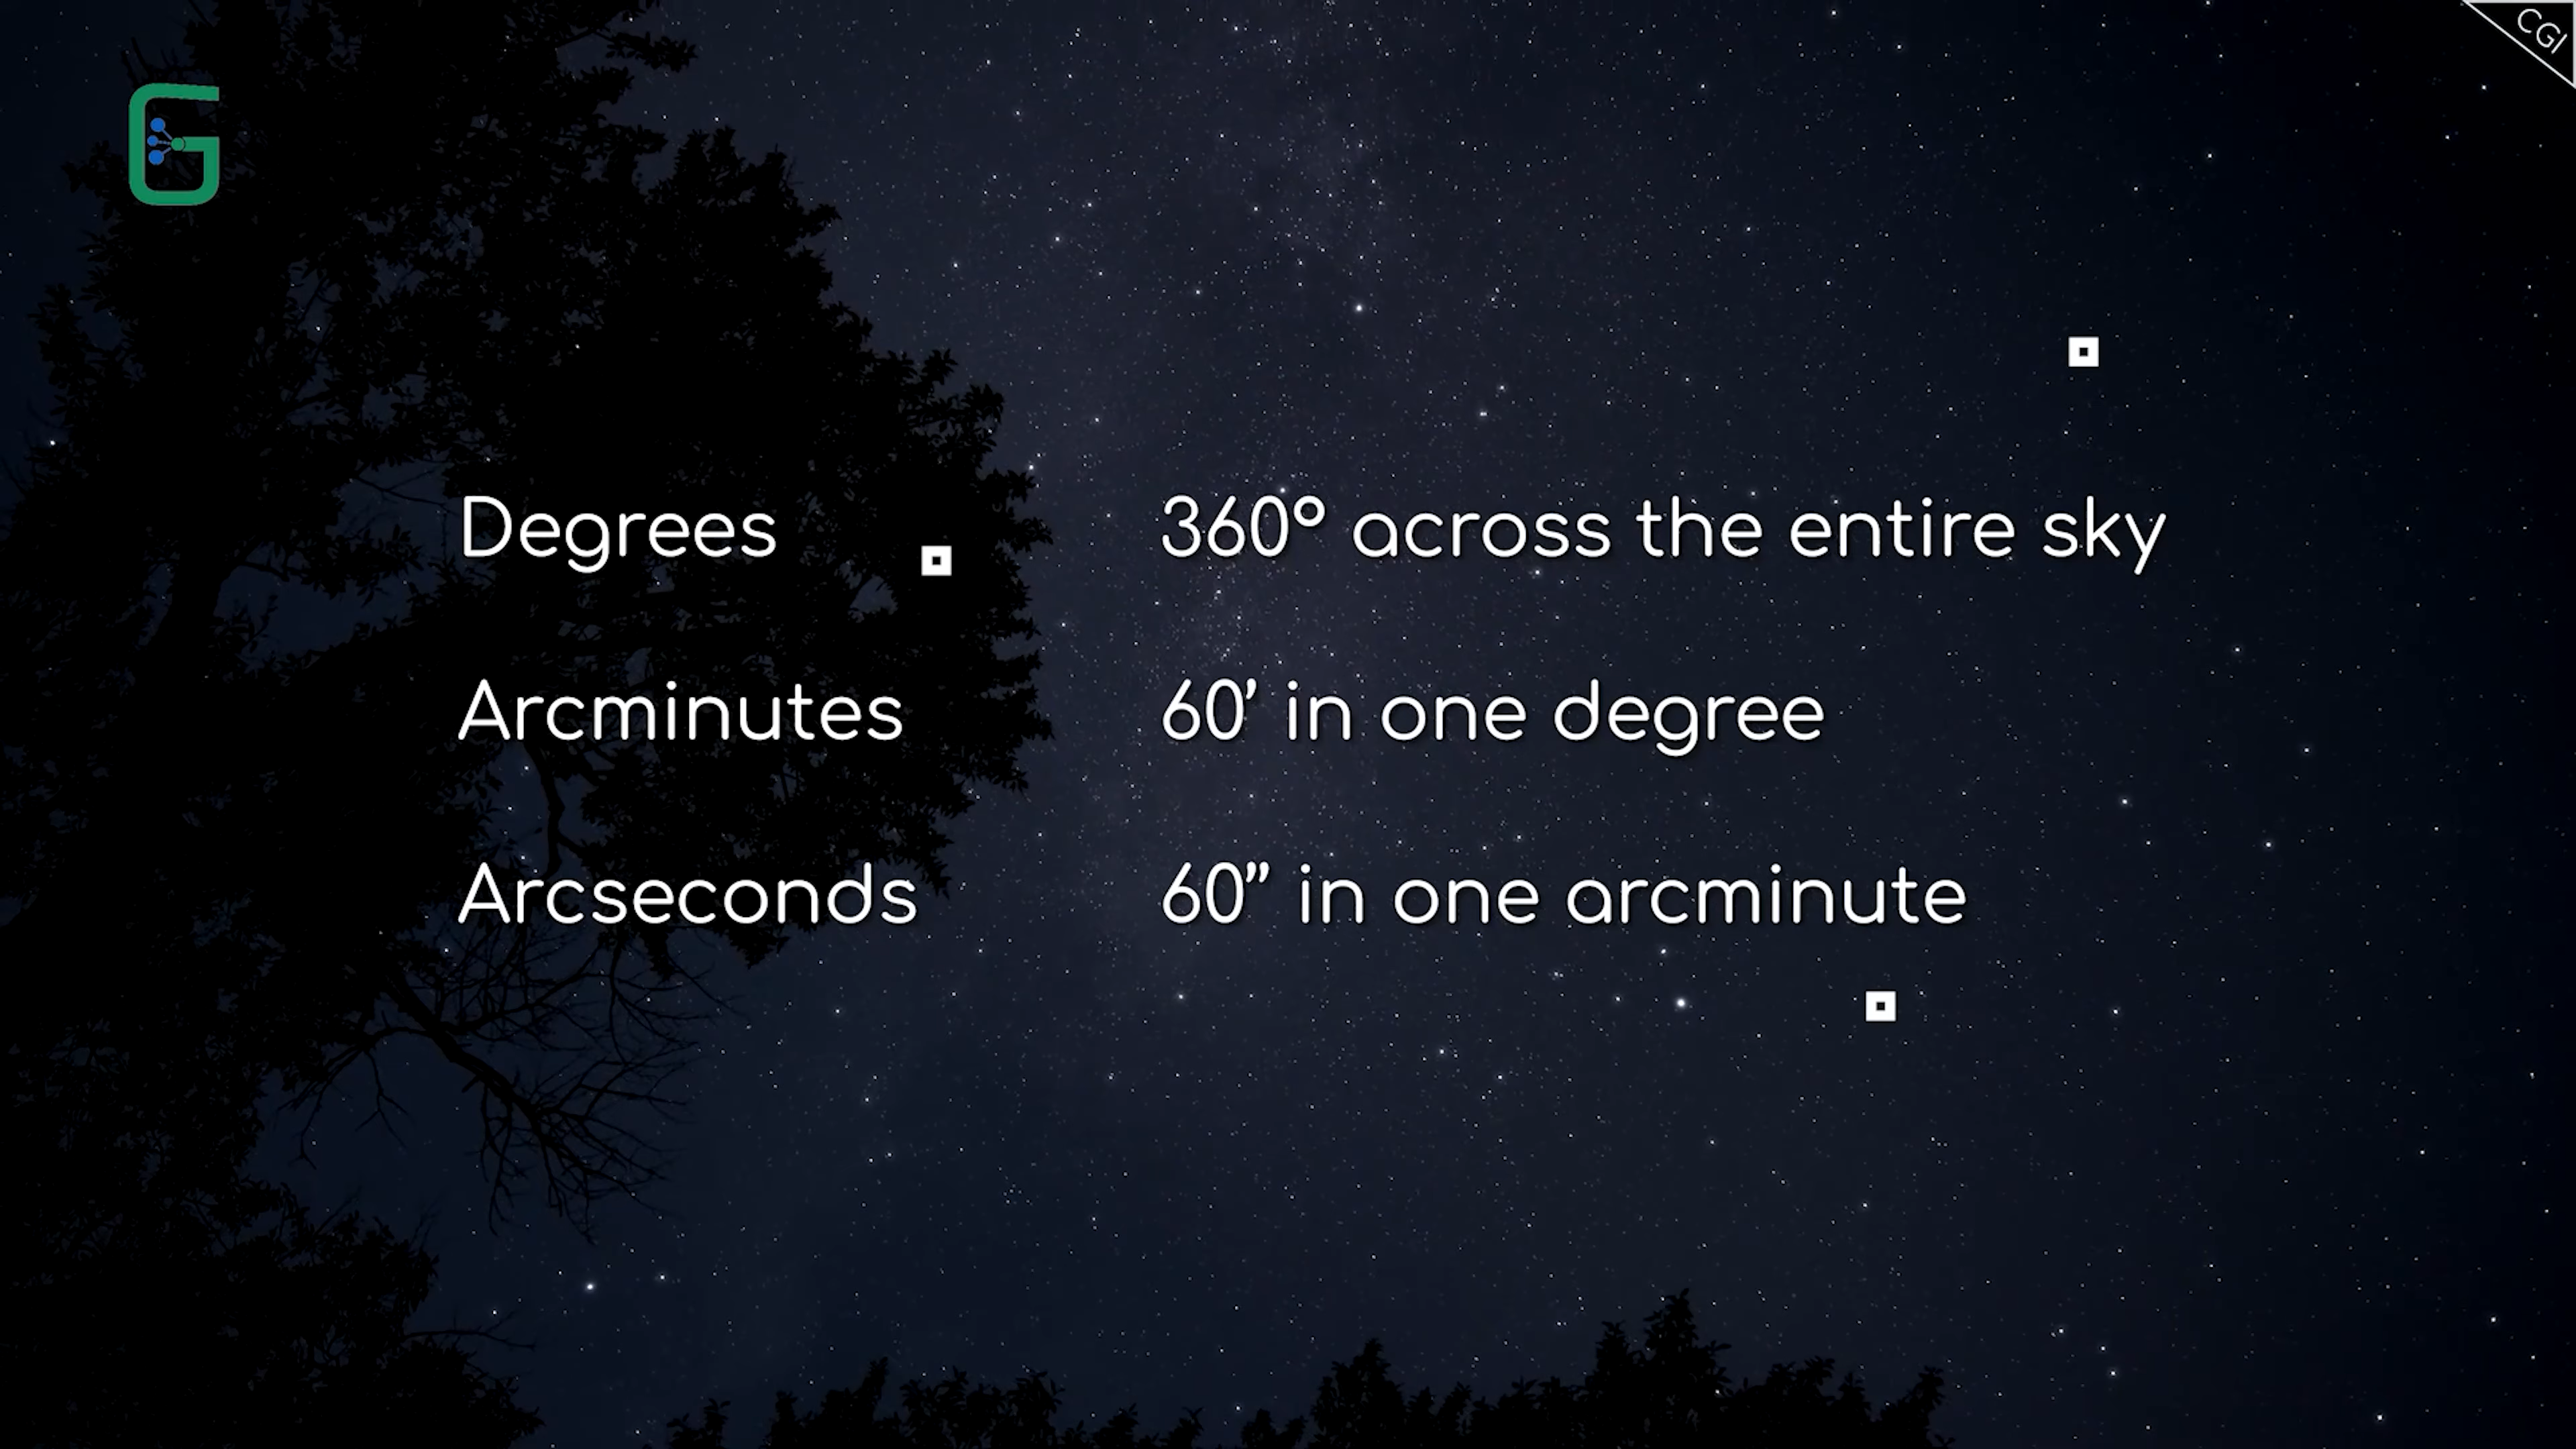 CGI
G
Degrees 360° across the entire sky
Arcminutes 60’ in one degree
Arcseconds 60” in one arcminute